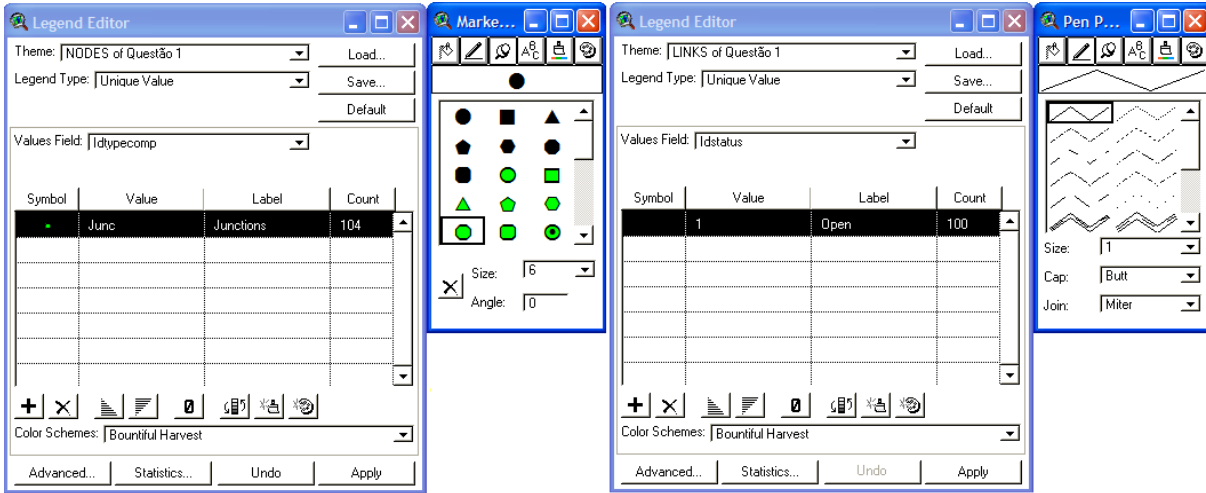 Legend Editor
Theme: NODES of Questão 1
Load...
Legend Type: Unique Value
Save...
Default
Values Field: Idtypecomp
Symbol Value Label Count
Junc Junctions 104
Color Schemes: Bountiful Harvest
Advanced... Statistics... Undo Apply
Marke...
Size: 6
Angle: 0
Legend Editor
Theme: LINKS of Questão 1
Load...
Legend Type: Unique Value
Save...
Default
Values Field: Idstatus
Symbol Value Label Count
1 Open 100
Color Schemes: Bountiful Harvest
Advanced... Statistics... Undo Apply
Pen P...
Size: 1
Cap: Butt
Join: Miter